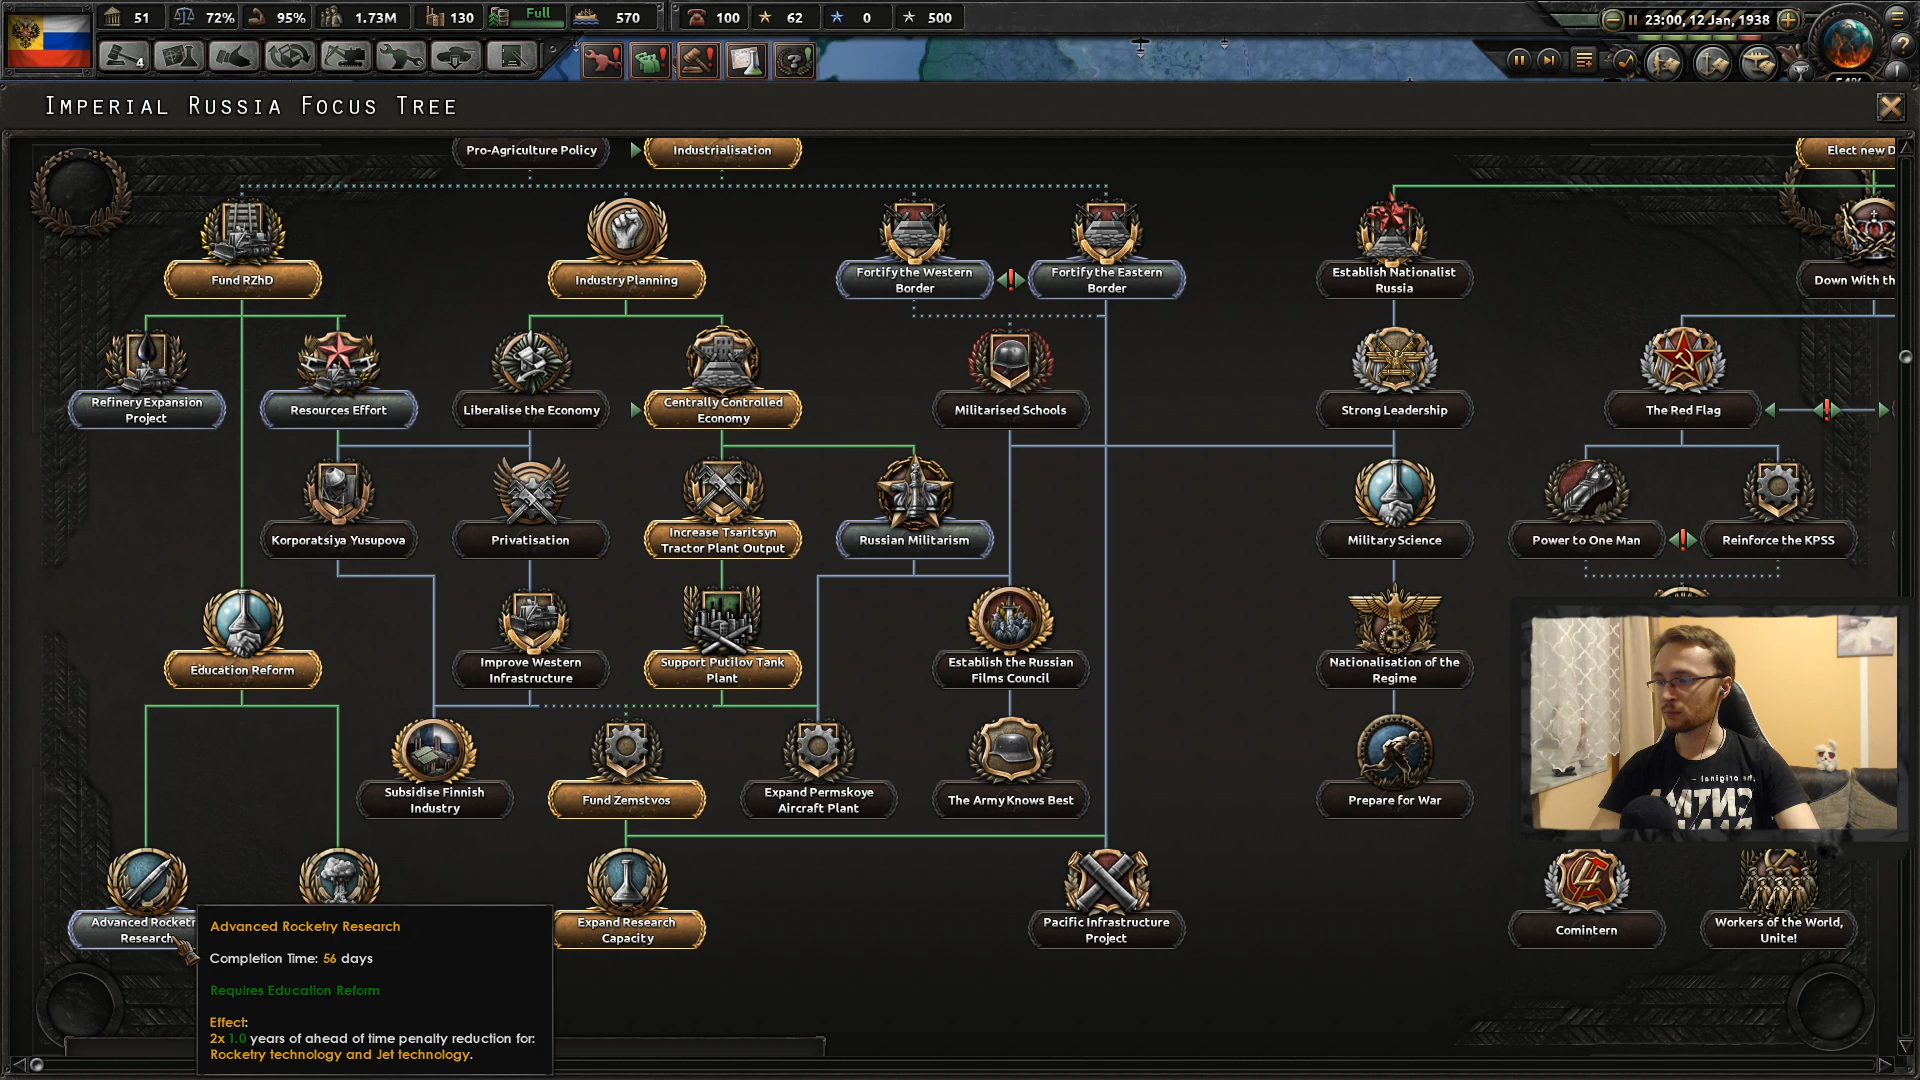 51
72%
95%
1.73M
130
Full
570
100
62
0
500
23:00, 12 Jan, 1938
4
54%
Imperial Russia Focus Tree
Pro-Agriculture Policy
Industrialisation
Elect new D
Fund RZhD
Industry Planning
Fortify the Western
Border
Fortify the Eastern
Border
Establish Nationalist
Russia
Down With th
Refinery Expansion
Project
Resources Effort
Liberalise the Economy
Centrally Controlled
Economy
Militarised Schools
Strong Leadership
The Red Flag
Korporatsiya Yusupova
Privatisation
Increase Tsaritsyn
Tractor Plant Output
Russian Militarism
Military Science
Power to One Man
Reinforce the KPSS
Education Reform
Improve Western
Infrastructure
Support Putilov Tank
Plant
Establish the Russian
Films Council
Nationalisation of the
Regime
Subsidise Finnish
Industry
Fund Zemstvos
Expand Permskoye
Aircraft Plant
The Army Knows Best
Prepare for War
Advanced Rocketr
Research
Expand Research
Capacity
Pacific Infrastructure
Project
Comintern
Workers of the World,
Unite!
Advanced Rocketry Research
Completion Time: 56 days
Requires Education Reform
Effect:
2x 1.0 years of ahead of time penalty reduction for:
Rocketry technology and Jet technology.